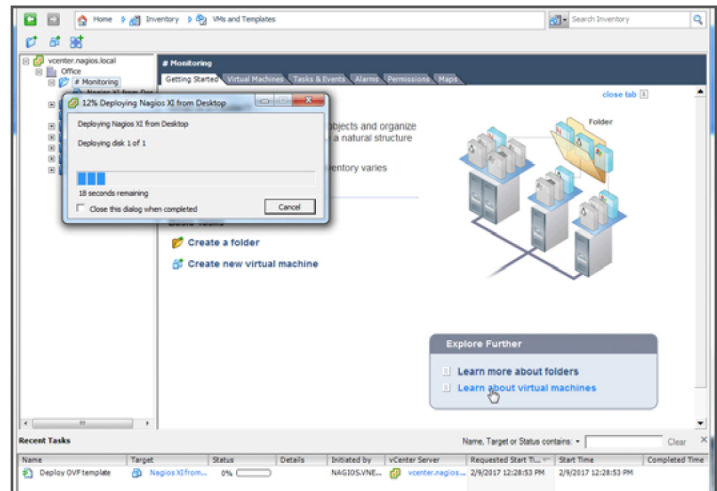 Home Inventory VMs and Templates Search Inventory
vcenter.nagios.local
Office
# Monitoring
# Monitoring
Getting Started Virtual Machines Tasks & Events Alarms Permissions Maps
close tab
12% Deploying Nagios XI from Desktop
Deploying Nagios XI from Desktop
Deploying disk 1 of 1
18 seconds remaining
Close this dialog when completed Cancel
objects and organize
a natural structure
entory varies
Folder
Basic Tasks
Create a folder
Create new virtual machine
Explore Further
Learn more about folders
Learn about virtual machines
Recent Tasks Name, Target or Status contains: Clear
Name Target Status Details Initiated by vCenter Server Requested Start Ti... Start Time Completed Time
Deploy OVF template Nagios XI from... 0% NAGIOS.VNE... vcenter.nagios... 2/9/2017 12:28:53 PM 2/9/2017 12:28:53 PM